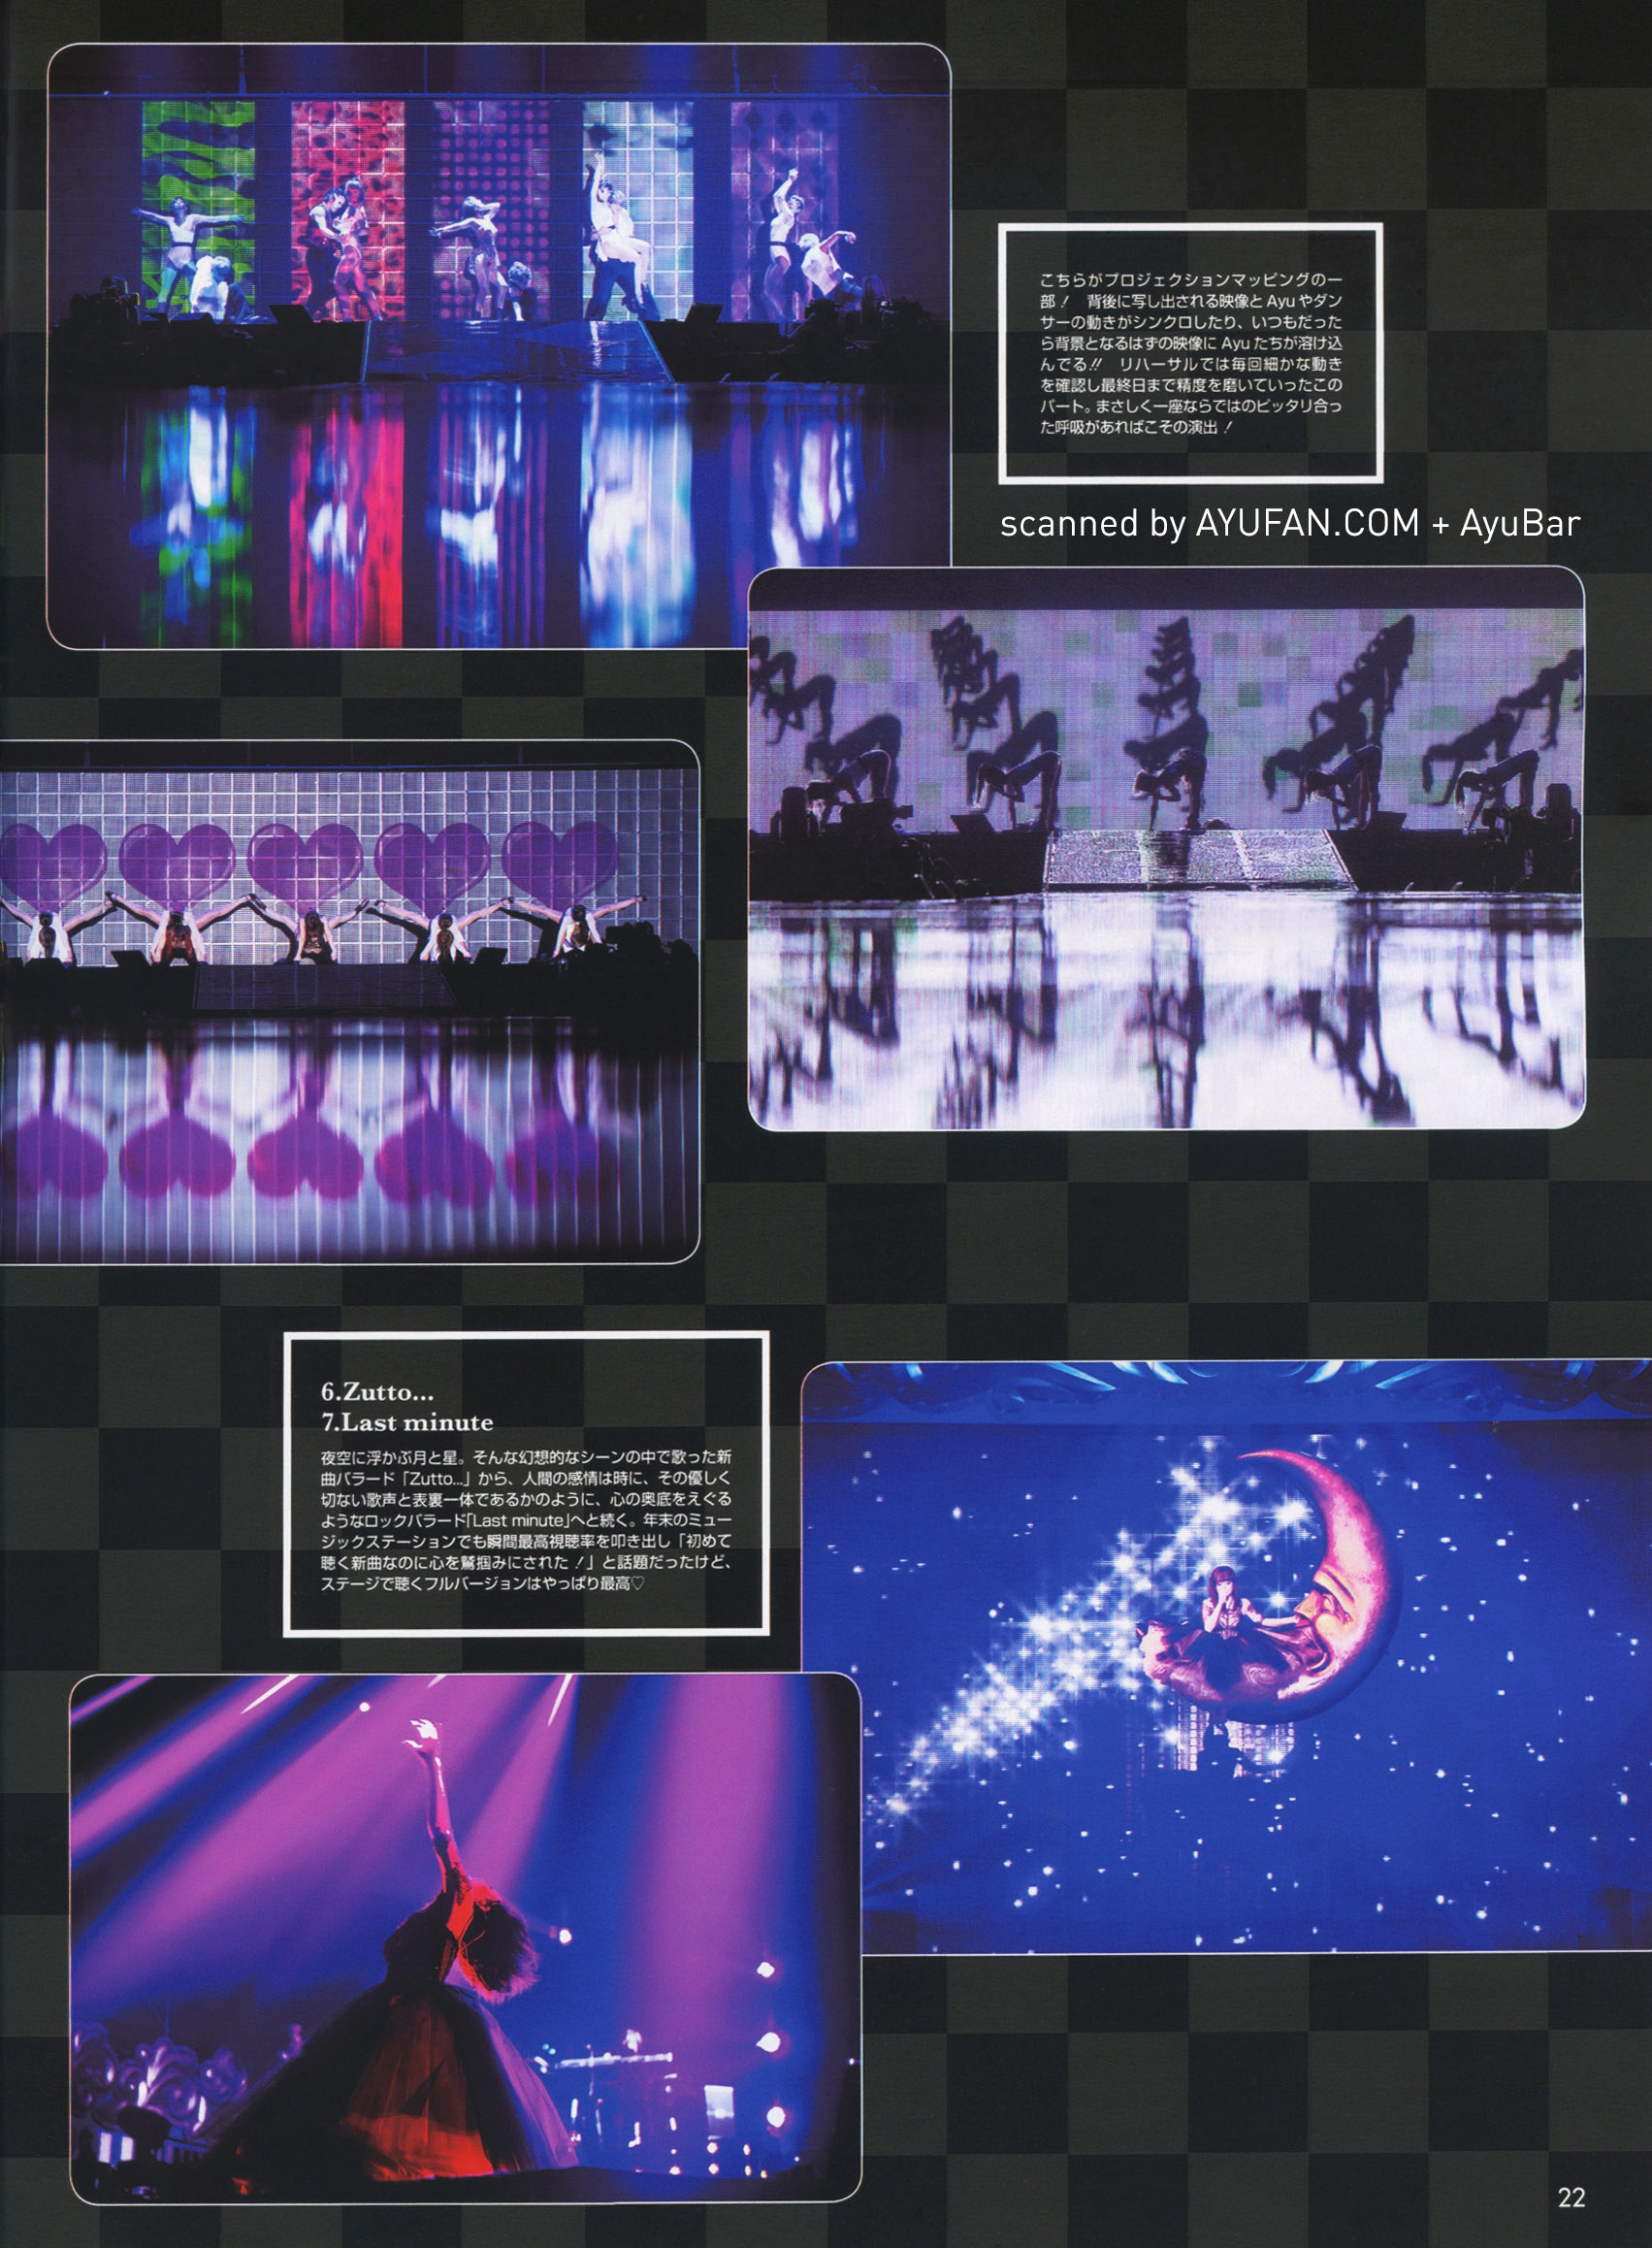 こちらがプロジェクションマッピングの一
部！　背後に写し出される映像と Ayu やダン
サーの動きがシンクロしたり、いつもだった
ら背景となるはずの映像に Ayu たちが溶け込
んでる!!　リハーサルでは毎回細かな動き
を確認し最終日まで精度を磨いていったこの
パート。まさしく一座ならではのピッタリ合っ
た呼吸があればこその演出！
scanned by AYUFAN.COM + AyuBar
6.Zutto...
7.Last minute
夜空に浮かぶ月と星。そんな幻想的なシーンの中で歌った新
曲バラード「Zutto...」から、人間の感情は時に、その優しく
切ない歌声と表裏一体であるかのように、心の奥底をえぐる
ようなロックバラード「Last minute」へと続く。年末のミュー
ジックステーションでも瞬間最高視聴率を叩き出し「初めて
聴く新曲なのに心を鷲掴みにされた！」と話題だったけど、
ステージで聴くフルバージョンはやっぱり最高♡
22